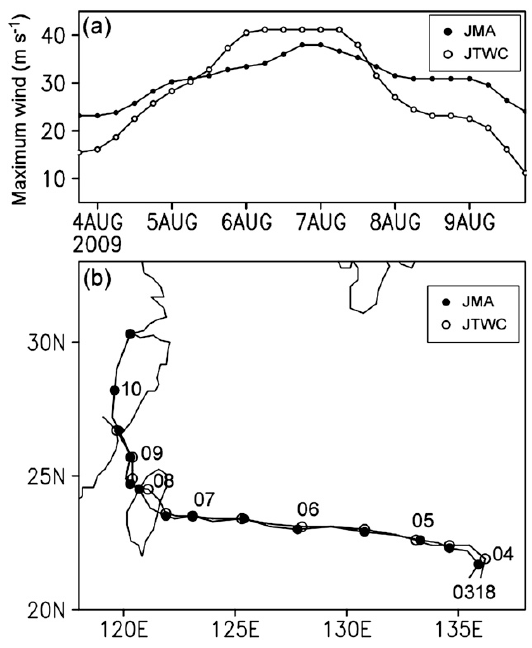 (a)
JMA
JTWC
Maximum wind (m s⁻¹)
40
30
20
10
4AUG 5AUG 6AUG 7AUG 8AUG 9AUG
2009
(b)
JMA
JTWC
30N
25N
20N
10
09
08
07
06
05
04
0318
120E 125E 130E 135E